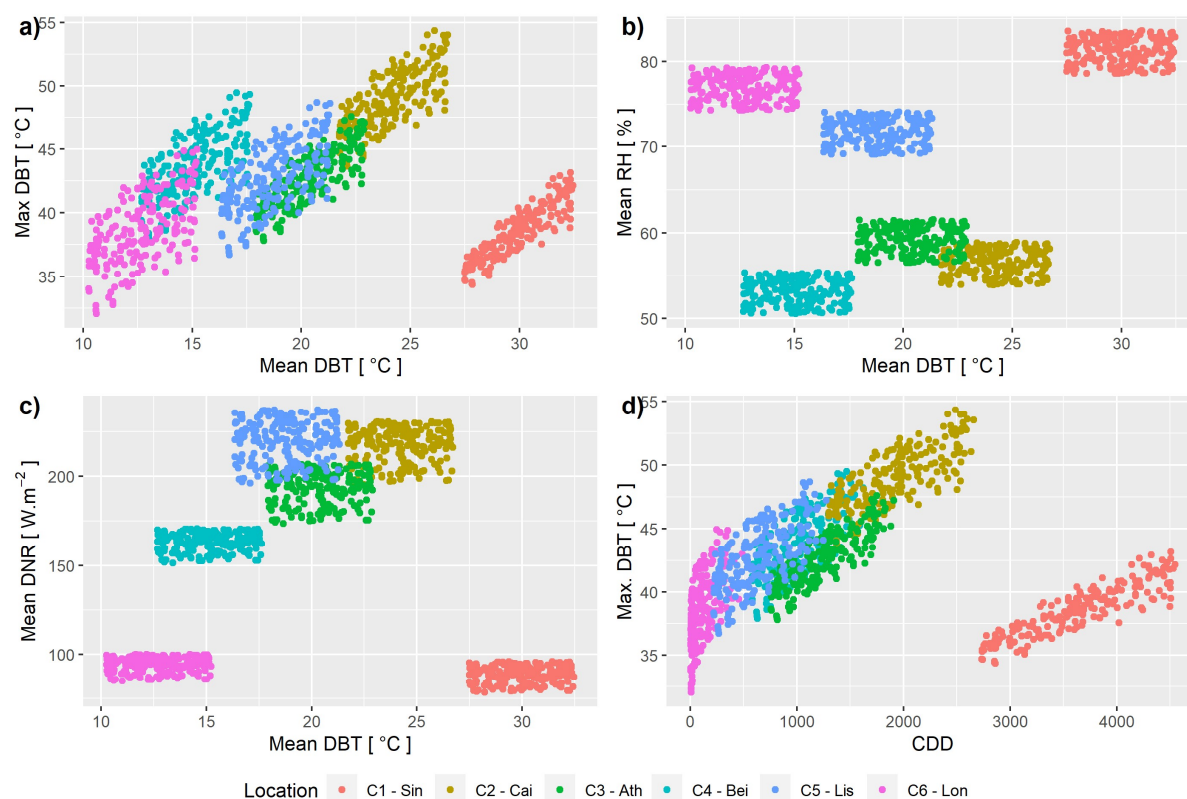 a)
55
50
45
40
35
Max DBT [ °C ]
10 15 20 25 30
Mean DBT [ °C ]
b)
80
70
60
50
Mean RH [ % ]
10 15 20 25 30
Mean DBT [ °C ]
c)
200
150
100
Mean DNR [ W.m⁻² ]
10 15 20 25 30
Mean DBT [ °C ]
d)
55
50
45
40
35
Max. DBT [ °C ]
0 1000 2000 3000 4000
CDD
Location C1 - Sin C2 - Cai C3 - Ath C4 - Bei C5 - Lis C6 - Lon